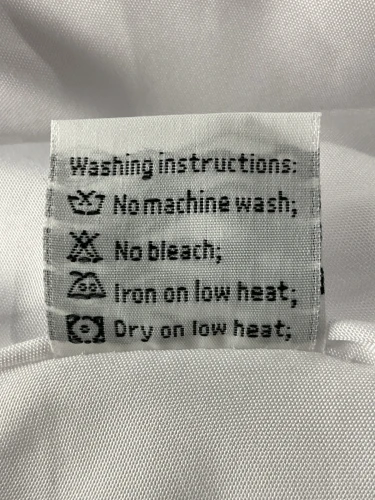 Washing instructions:
No machine wash;
No bleach;
Iron on low heat;
Dry on low heat;